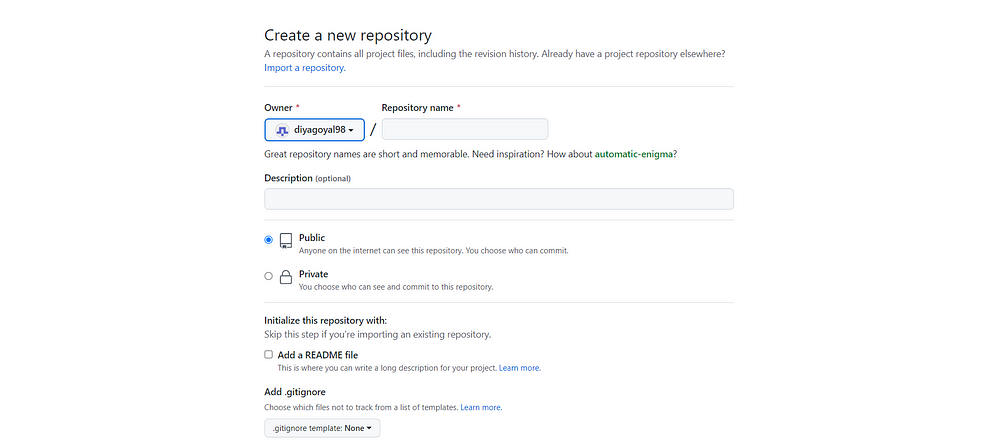 Create a new repository
A repository contains all project files, including the revision history. Already have a project repository elsewhere?
Import a repository.
Owner * Repository name *
diyagoyal98 /
Great repository names are short and memorable. Need inspiration? How about automatic-enigma?
Description (optional)
Public
Anyone on the internet can see this repository. You choose who can commit.
Private
You choose who can see and commit to this repository.
Initialize this repository with:
Skip this step if you're importing an existing repository.
Add a README file
This is where you can write a long description for your project. Learn more.
Add .gitignore
Choose which files not to track from a list of templates. Learn more.
.gitignore template: None